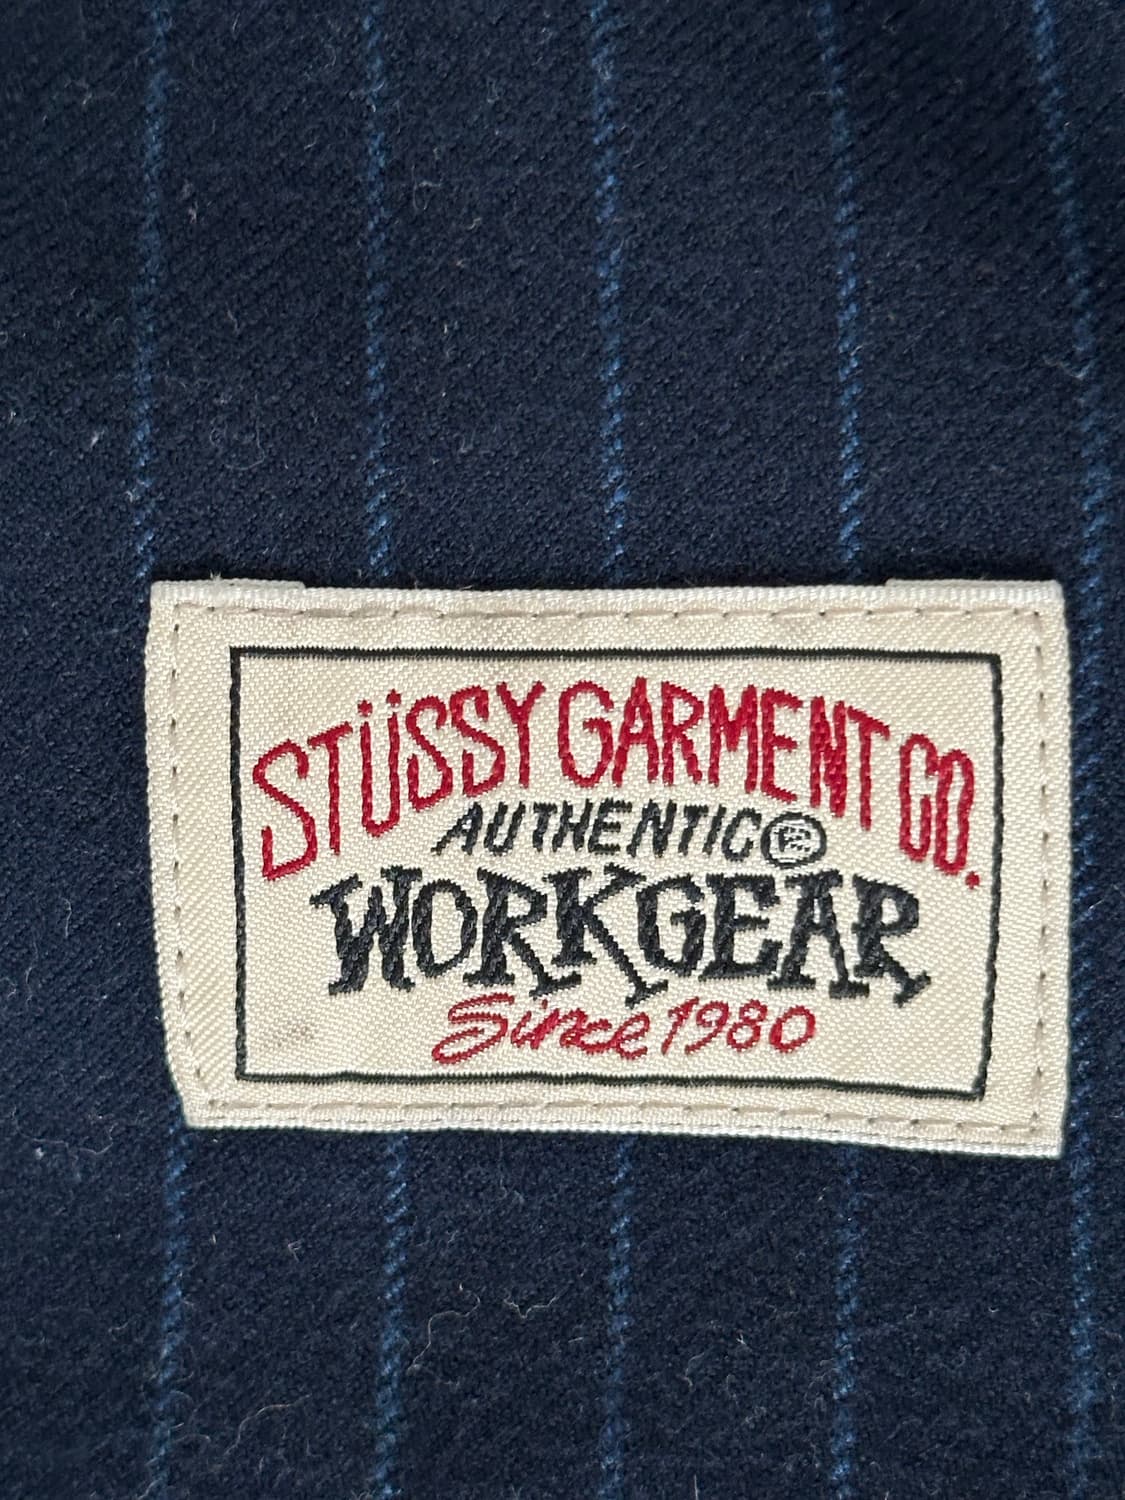 STÜSSY GARMENT CO.
AUTHENTIC
WORKGEAR
Since 1980